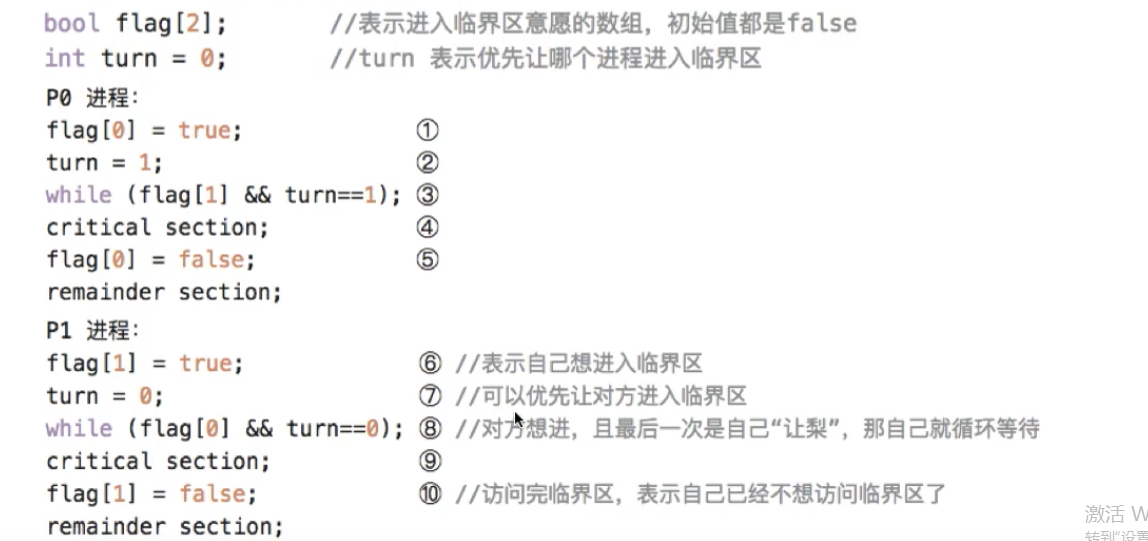 bool flag[2]; //表示进入临界区意愿的数组，初始值都是false
int turn = 0; //turn 表示优先让哪个进程进入临界区
P0 进程：
flag[0] = true; ①
turn = 1; ②
while (flag[1] && turn==1); ③
critical section; ④
flag[0] = false; ⑤
remainder section;
P1 进程：
flag[1] = true; ⑥ //表示自己想进入临界区
turn = 0; ⑦ //可以优先让对方进入临界区
while (flag[0] && turn==0); ⑧ //对方想进，且最后一次是自己“让梨”，那自己就循环等待
critical section; ⑨
flag[1] = false; ⑩ //访问完临界区，表示自己已经不想访问临界区了
remainder section;
激活 W
转到"设置